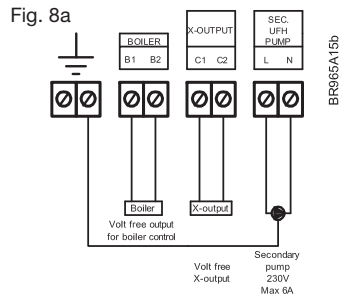 Fig. 8a
BOILER
B1 B2
X-OUTPUT
C1 C2
SEC.
UFH
PUMP
L N
BR965A15b
Boiler
Volt free output
for boiler control
X-output
Volt free
X-output
Secondary
pump
230V
Max 6A